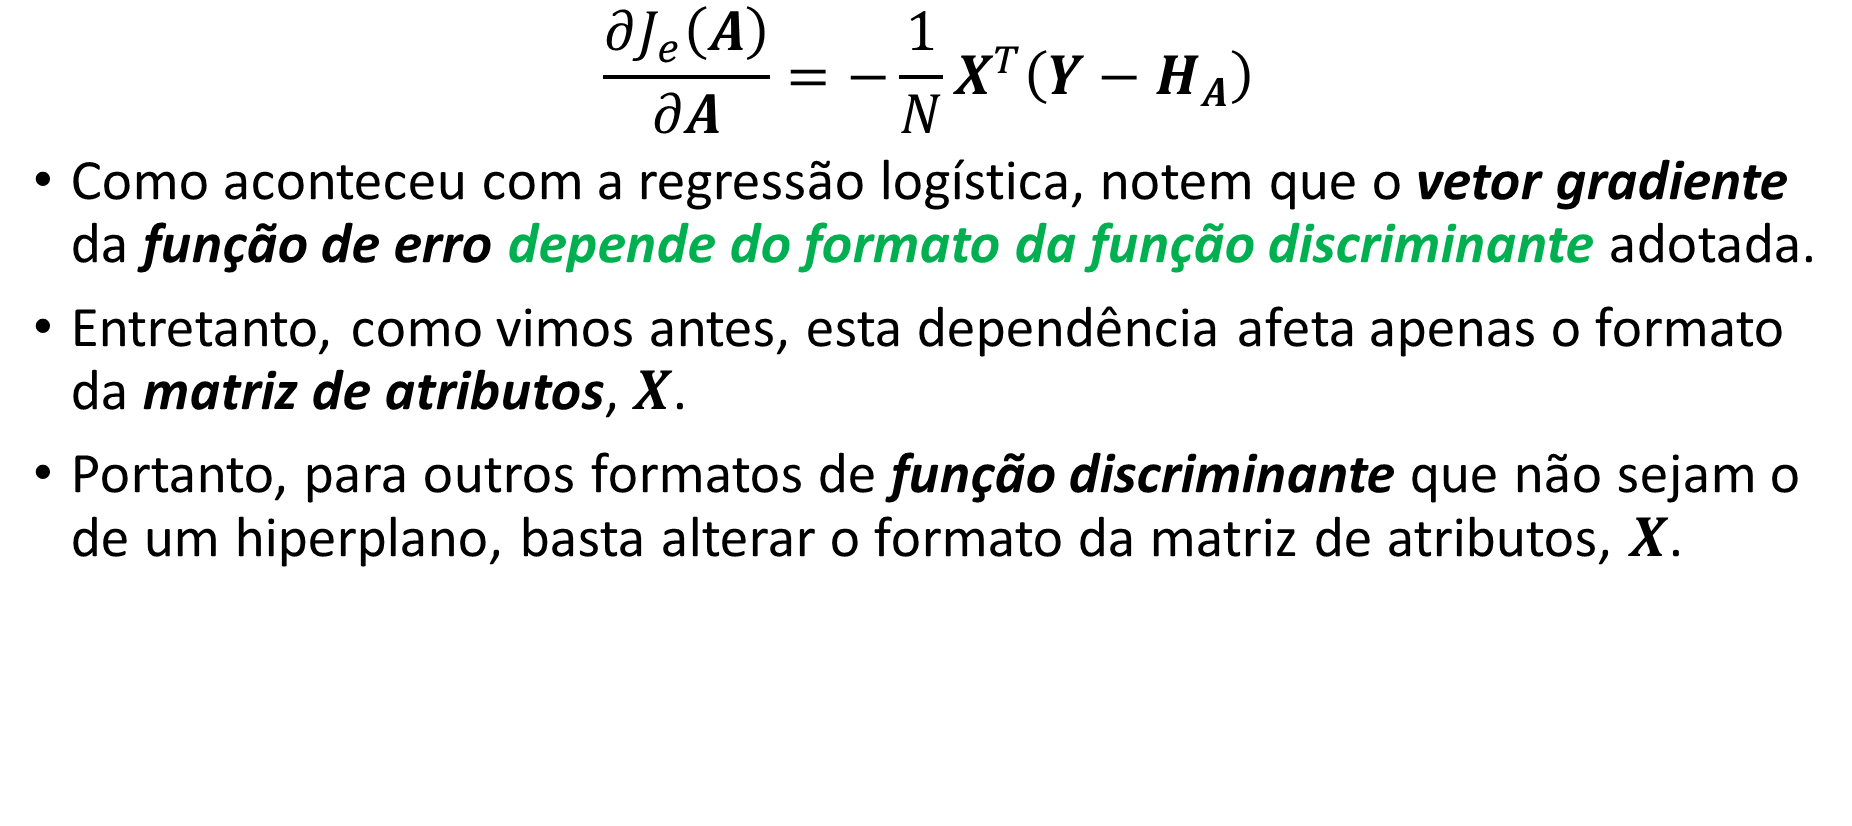 ∂Jₑ(A)/∂A = −1/N Xᵀ(Y − H_A)
• Como aconteceu com a regressão logística, notem que o vetor gradiente
da função de erro depende do formato da função discriminante adotada.
• Entretanto, como vimos antes, esta dependência afeta apenas o formato
da matriz de atributos, X.
• Portanto, para outros formatos de função discriminante que não sejam o
de um hiperplano, basta alterar o formato da matriz de atributos, X.